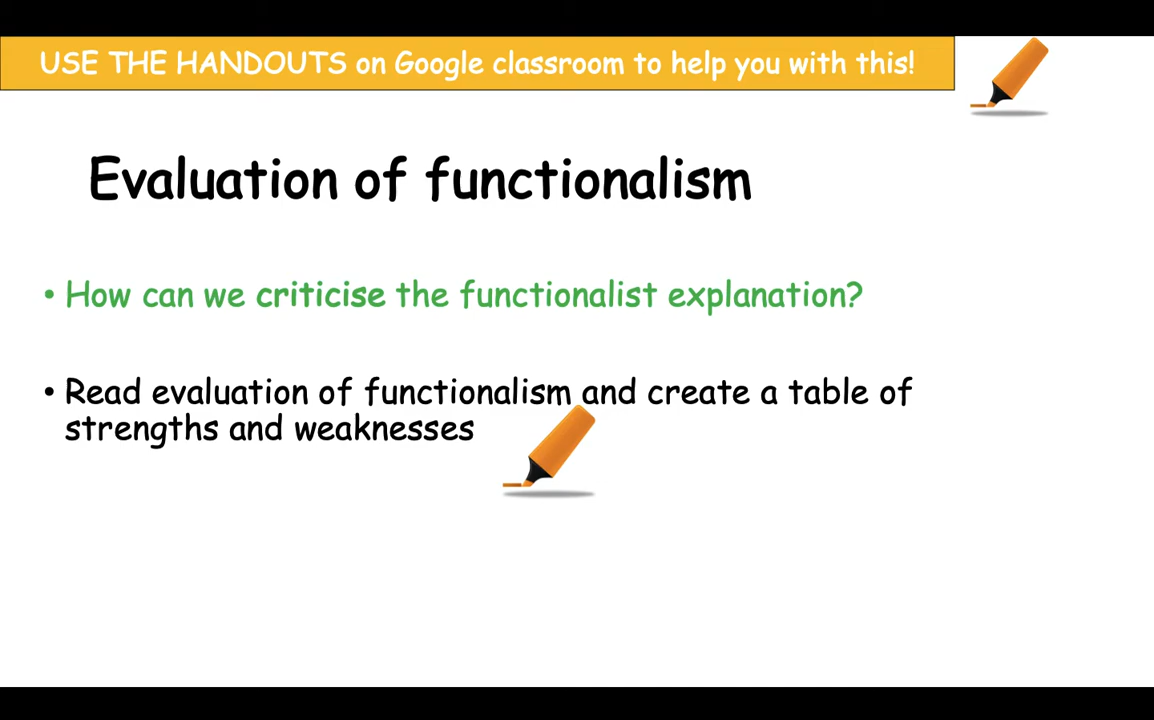 USE THE HANDOUTS on Google classroom to help you with this!
Evaluation of functionalism
• How can we criticise the functionalist explanation?
• Read evaluation of functionalism and create a table of
strengths and weaknesses